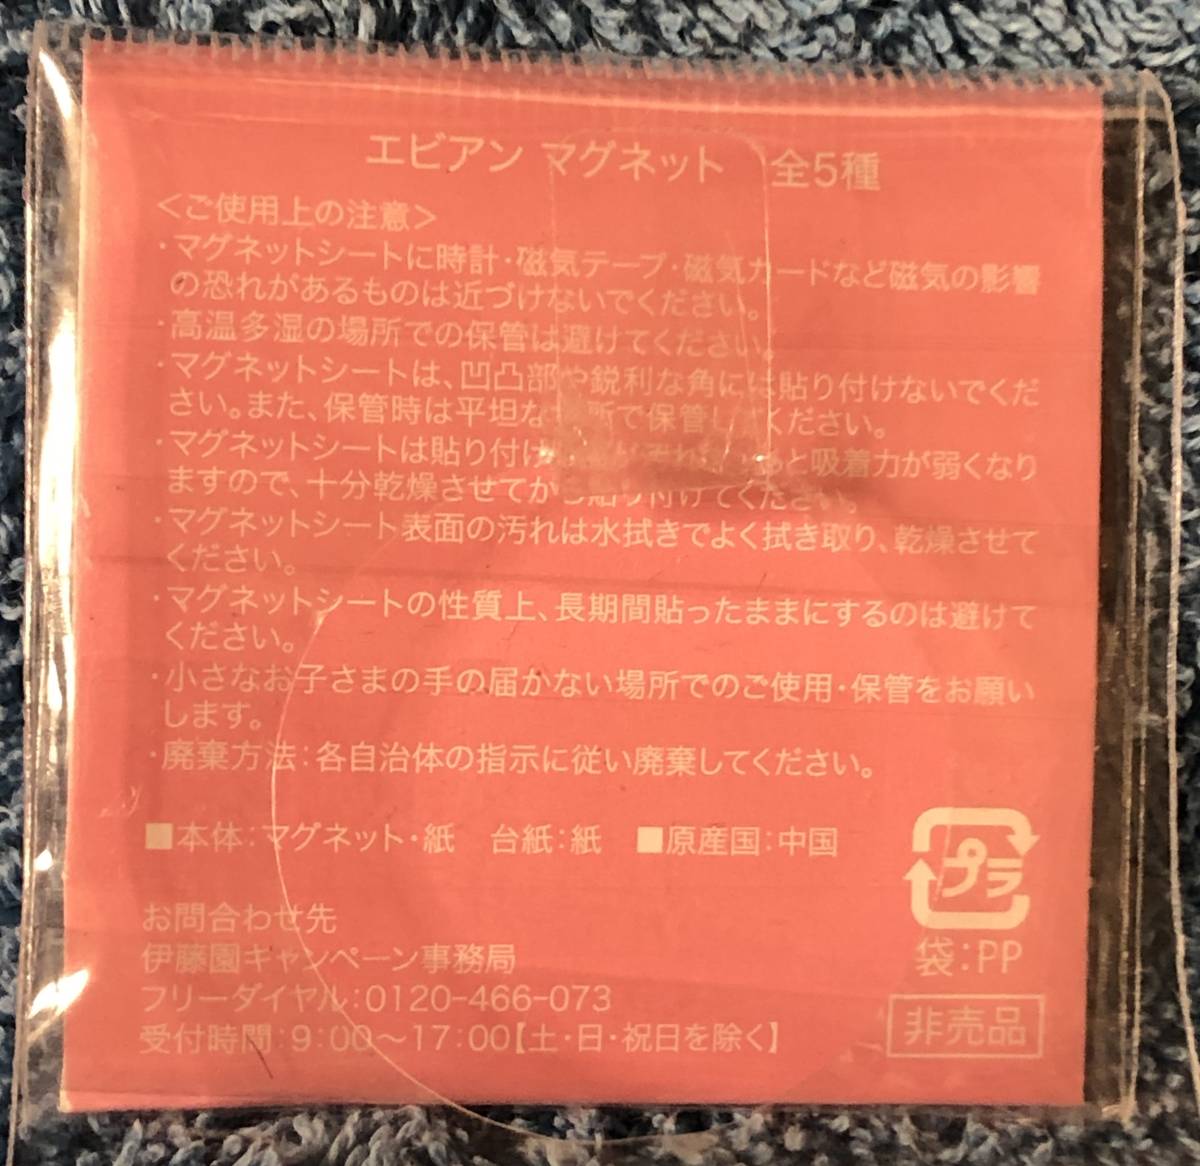 エビアン マグネット 全5種
＜ご使用上の注意＞
・マグネットシートに時計・磁気テープ・磁気カードなど磁気の影響
の恐れがあるものは近づけないでください。
・高温多湿の場所での保管は避けてください。
・マグネットシートは、凹凸部や鋭利な角には貼り付けないでくだ
さい。また、保管時は平坦な場所で保管してください。
・マグネットシートは貼り付け と吸着力が弱くなり
ますので、十分乾燥させてから貼り付けてください。
・マグネットシート表面の汚れは水拭きでよく拭き取り、乾燥させて
ください。
・マグネットシートの性質上、長期間貼ったままにするのは避けて
ください。
・小さなお子さまの手の届かない場所でのご使用・保管をお願い
します。
・廃棄方法：各自治体の指示に従い廃棄してください。
■本体：マグネット・紙 台紙：紙 ■原産国：中国
プラ
袋：PP
お問合わせ先
伊藤園キャンペーン事務局
フリーダイヤル：0120-466-073
受付時間：9：00〜17：00【土・日・祝日を除く】
非売品